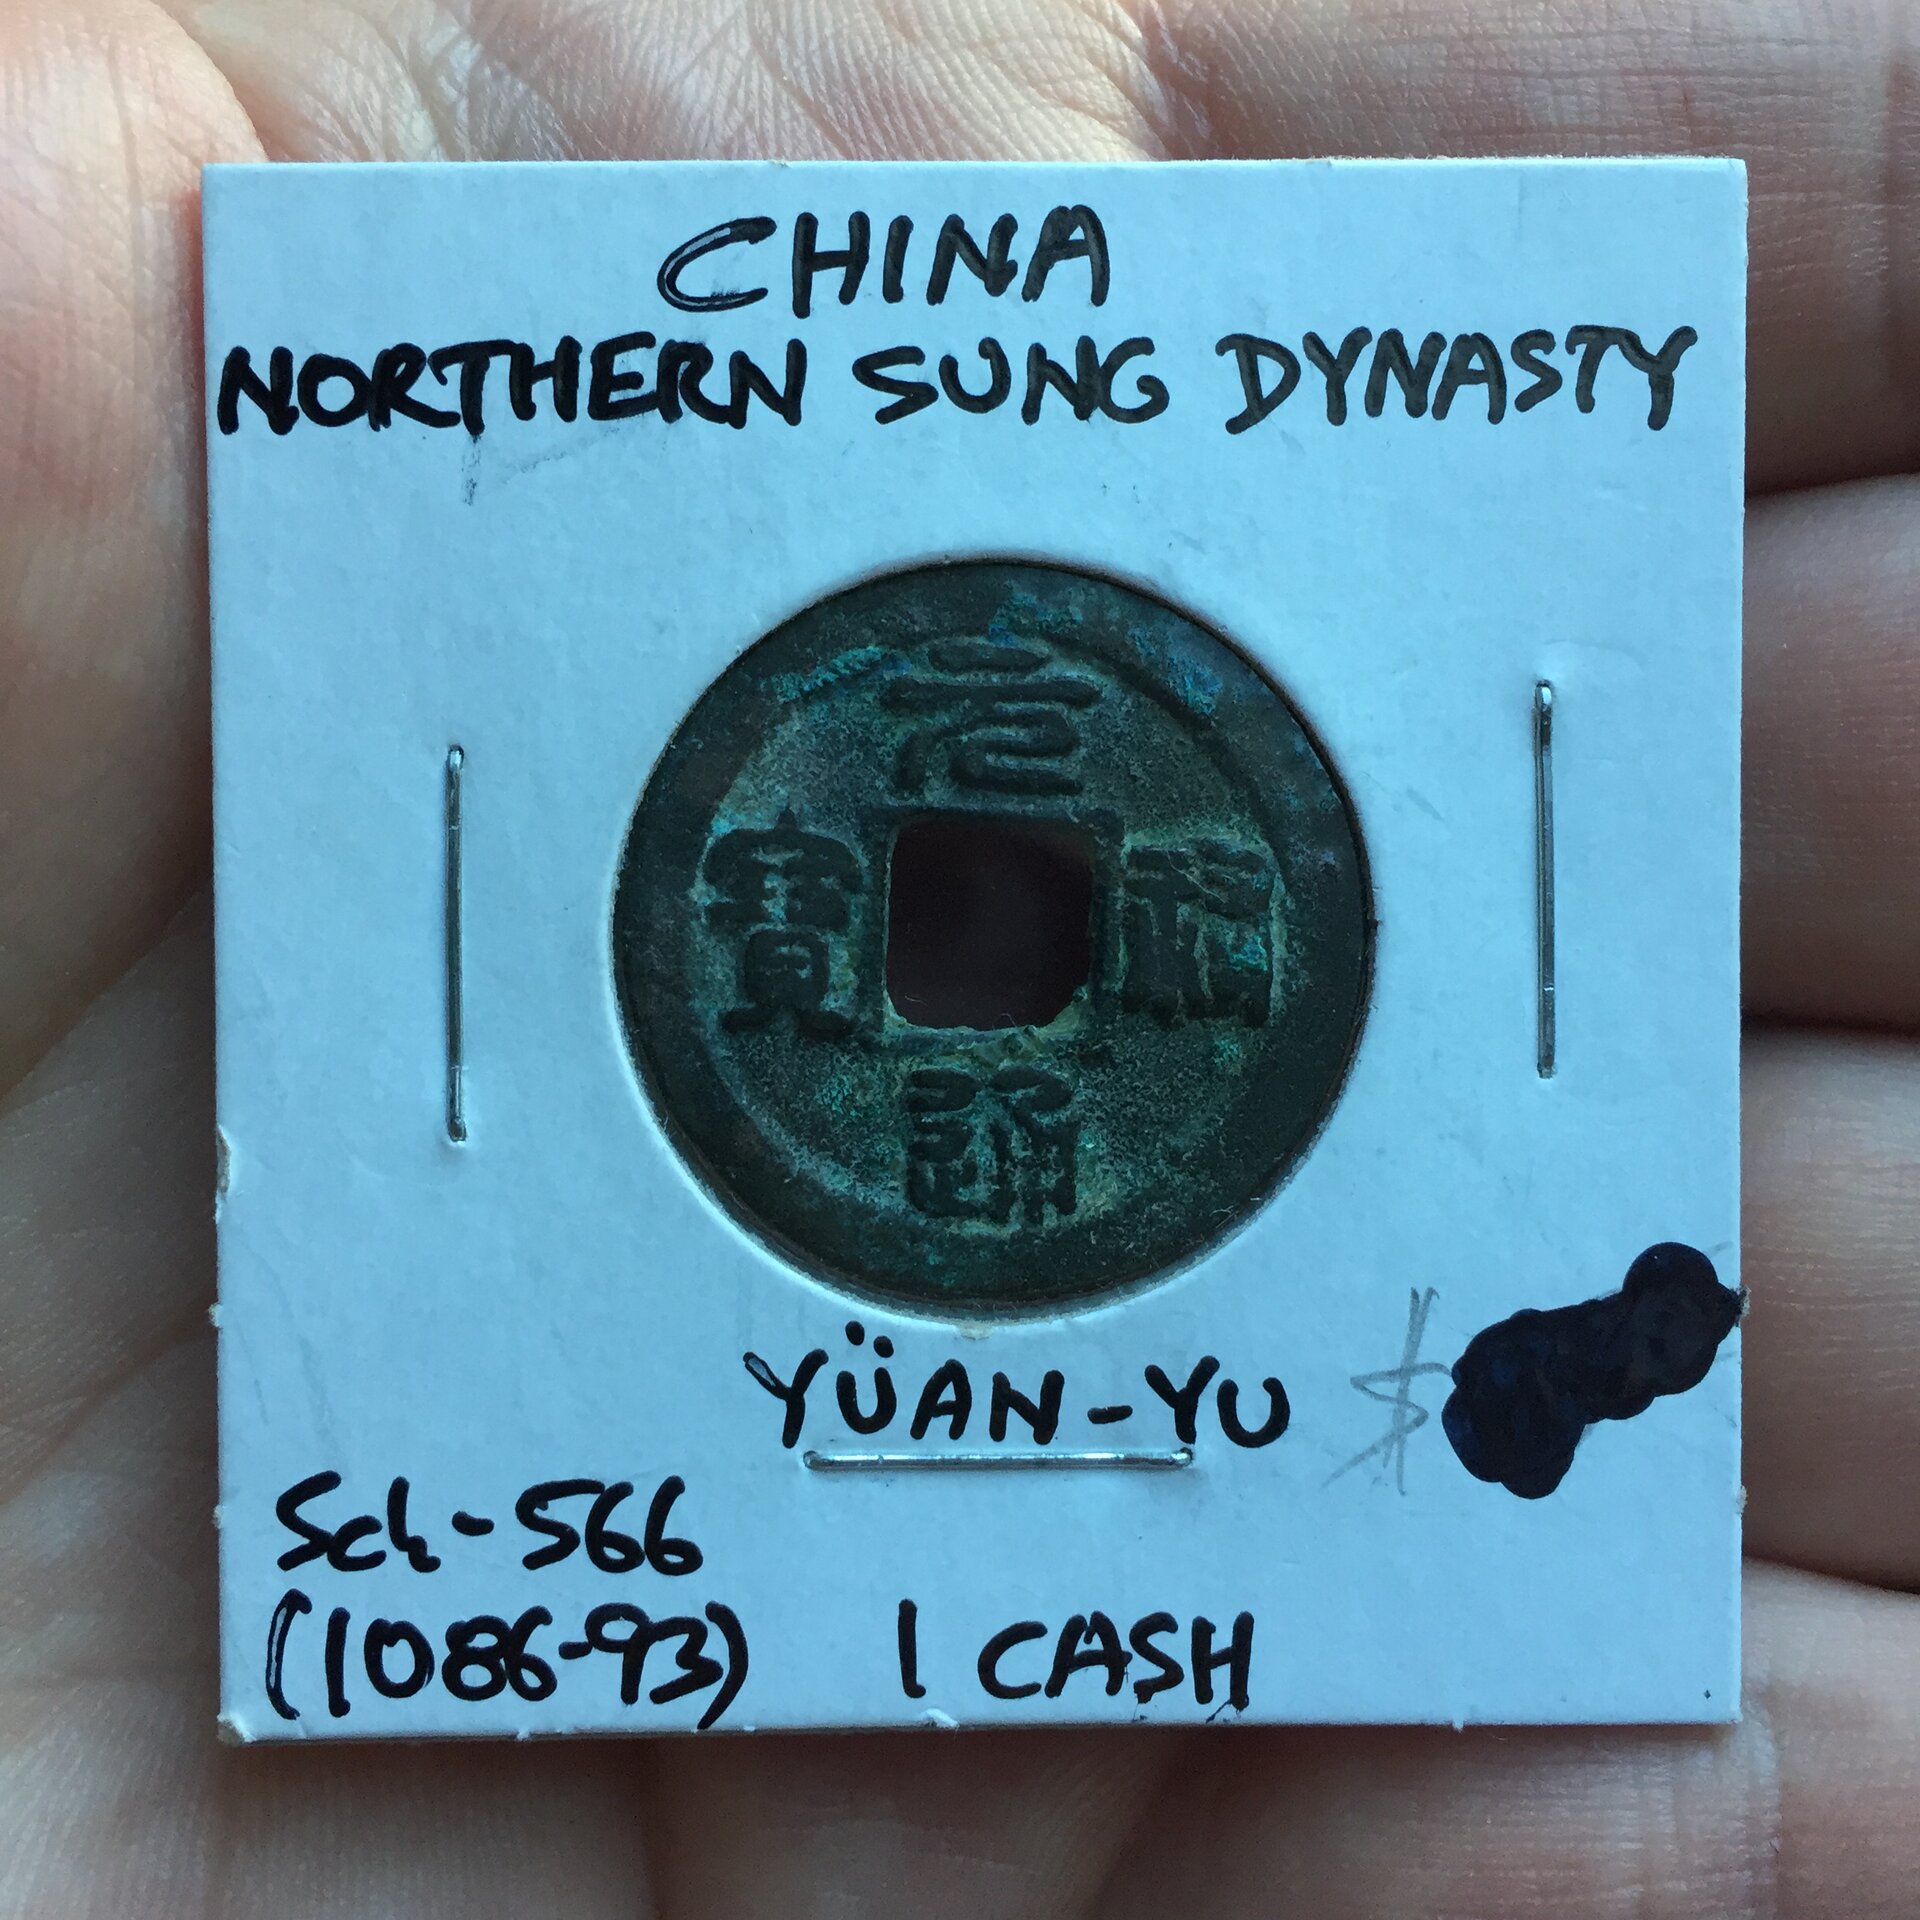 CHINA
NORTHERN SUNG DYNASTY
元祐通寶
YÜAN-YU $
Sch-566
(1086-93) 1 CASH